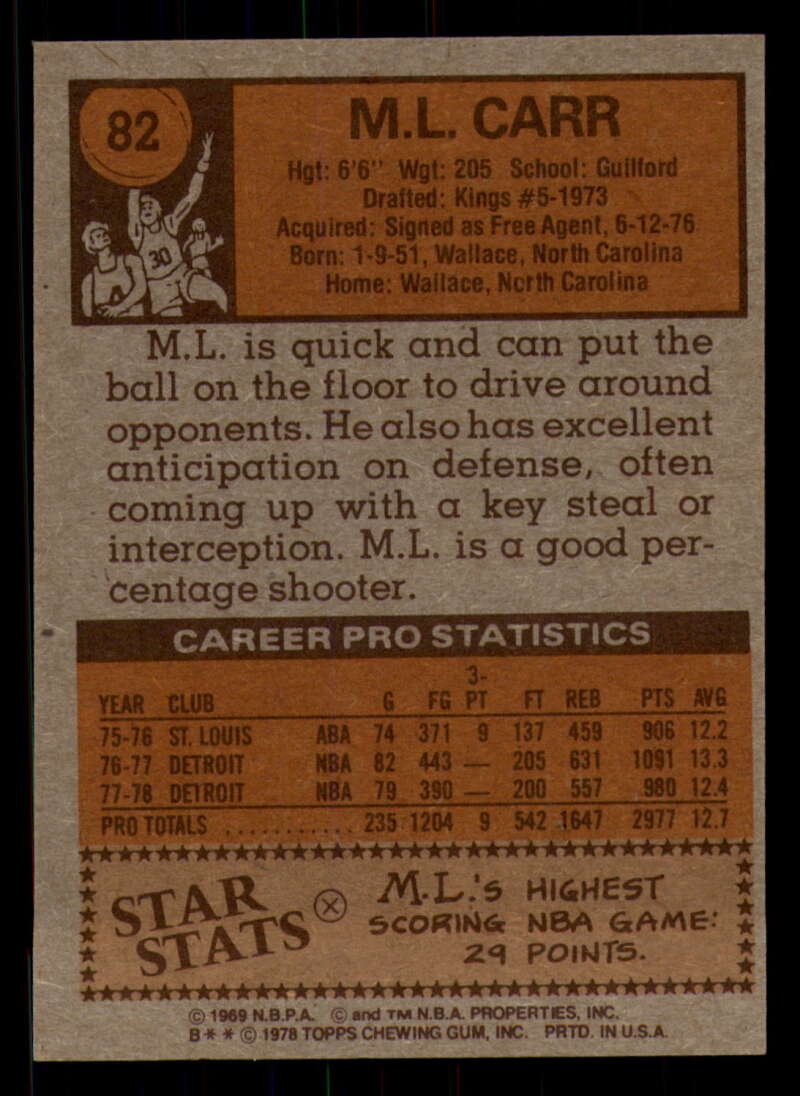 82
M.L. CARR
Hgt: 6'6" Wgt: 205 School: Guilford
Drafted: Kings #5-1973
Acquired: Signed as Free Agent, 6-12-76
Born: 1-9-51, Wallace, North Carolina
Home: Wallace, North Carolina
30
M.L. is quick and can put the
ball on the floor to drive around
opponents. He also has excellent
anticipation on defense, often
coming up with a key steal or
interception. M.L. is a good per-
centage shooter.
CAREER PRO STATISTICS
YEAR CLUB G FG 3-PT FT REB PTS AVG
75-76 ST. LOUIS ABA 74 371 9 137 459 906 12.2
76-77 DETROIT NBA 82 443 — 205 631 1091 13.3
77-78 DETROIT NBA 79 390 — 200 557 980 12.4
PRO TOTALS ........... 235 1204 9 542 1647 2977 12.7
STAR STATS
M.L.'S HIGHEST
SCORING NBA GAME:
29 POINTS.
© 1969 N.B.P.A. © and TM N.B.A. PROPERTIES, INC.
B* * © 1978 TOPPS CHEWING GUM, INC. PRTD. IN U.S.A.